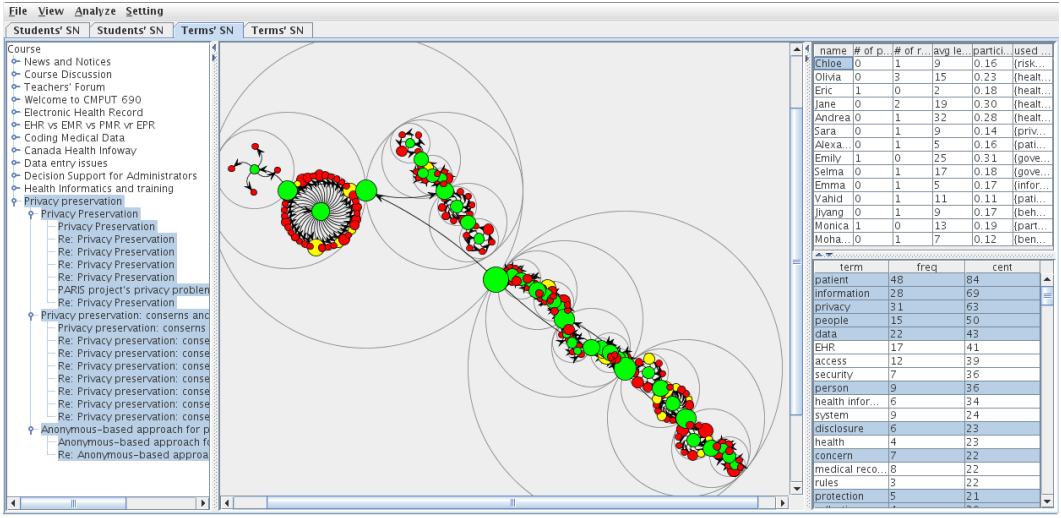 File View Analyze Setting
Students' SN Students' SN Terms' SN Terms' SN
Course
News and Notices
Course Discussion
Teachers' Forum
Welcome to CMPUT 690
Electronic Health Record
EHR vs EMR vs PMR vr EPR
Coding Medical Data
Canada Health Infoway
Data entry issues
Decision Support for Administrators
Health Informatics and training
Privacy preservation
Privacy Preservation
Privacy Preservation
Re: Privacy Preservation
Re: Privacy Preservation
Re: Privacy Preservation
Re: Privacy Preservation
PARIS project's privacy problen
Re: Privacy Preservation
Privacy preservation: conserns and
Privacy preservation: conserns
Re: Privacy preservation: conse
Re: Privacy preservation: conse
Re: Privacy preservation: conse
Re: Privacy preservation: conse
Re: Privacy preservation: conse
Re: Privacy preservation: conse
Re: Privacy preservation: conse
Anonymous-based approach for p
Anonymous-based approach fo
Re: Anonymous-based approa
name # of p... # of r... avg le... partici... used ...
Chloe 0 1 9 0.16 {risk...
Olivia 0 3 15 0.23 {healt...
Eric 1 0 2 0.18 {healt...
Jane 0 2 19 0.30 {healt...
Andrea 0 1 32 0.28 {healt...
Sara 0 1 9 0.14 {priv...
Alexa... 0 1 5 0.16 {pati...
Emily 1 0 25 0.31 {gove...
Selma 0 1 17 0.18 {gove...
Emma 0 1 5 0.17 {infor...
Vahid 0 1 11 0.11 {pati...
Jiyang 0 1 9 0.17 {beh...
Monica 1 0 13 0.19 {part...
Moha... 0 1 7 0.12 {ben...
term freq cent
patient 48 84
information 28 69
privacy 31 63
people 15 50
data 22 43
EHR 17 41
access 12 39
security 7 36
person 9 36
health infor... 6 34
system 9 24
disclosure 6 23
health 4 23
concern 7 22
medical reco... 8 22
rules 3 22
protection 5 21